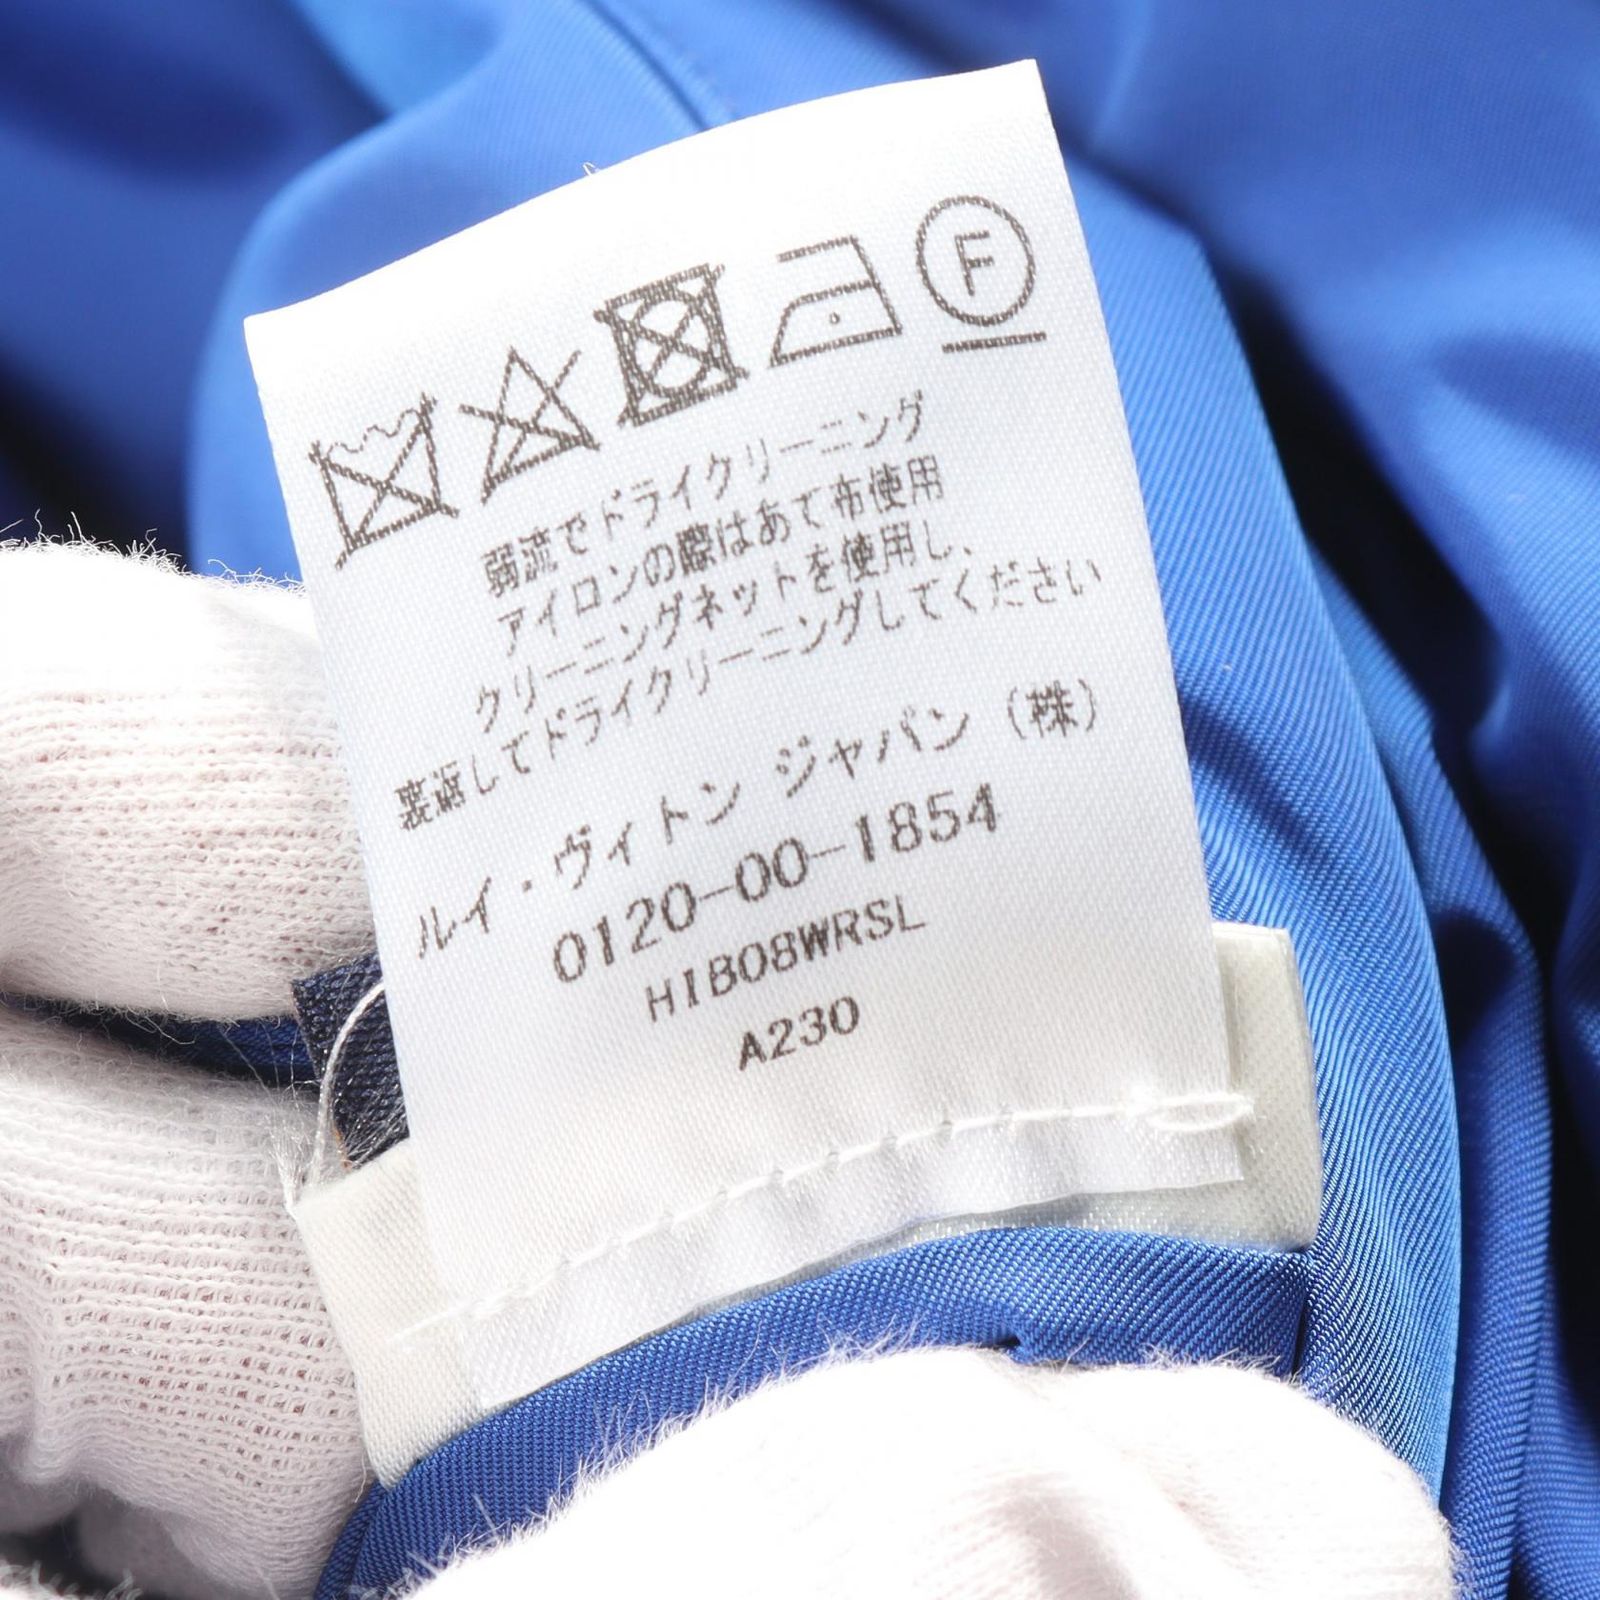 F
弱流でドライクリーニング
アイロンの際はあて布使用
クリーニングネットを使用し、
裏返してドライクリーニングしてください
ルイ・ヴィトン ジャパン（株）
0120-00-1854
HIB08WRSL
A230